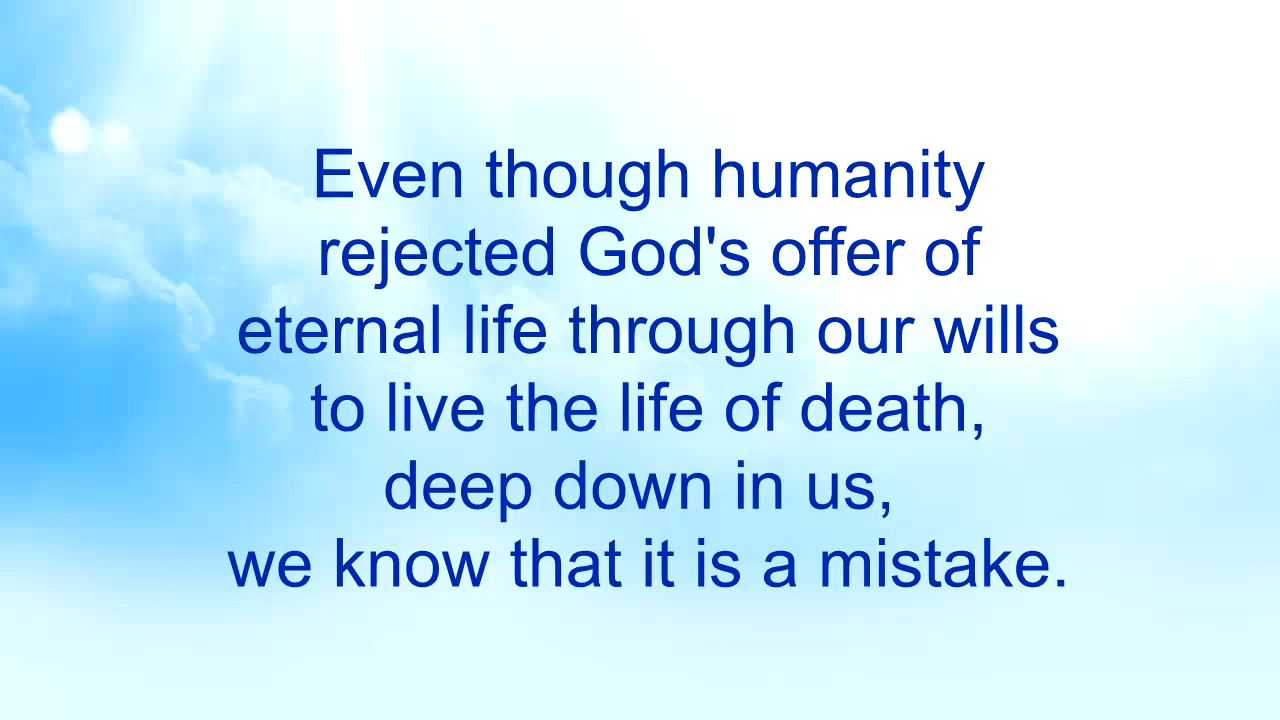 Even though humanity
rejected God's offer of
eternal life through our wills
to live the life of death,
deep down in us,
we know that it is a mistake.